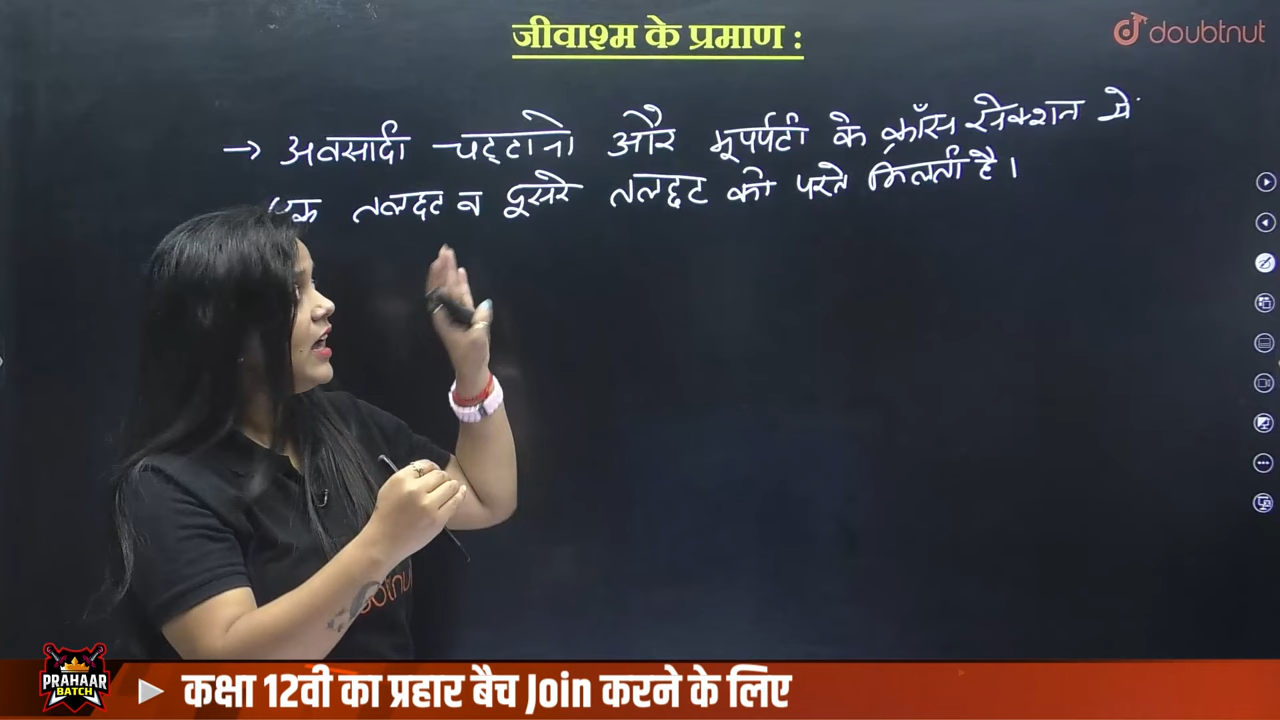 जीवाश्म के प्रमाण :
doubtnut
→ अवसादी चट्टानो और भूपर्पटी के क्रॉस सेक्शन मे
एक तलछट व दूसरे तलछट की परते मिलती है।
doubtnut
PRAHAAR
BATCH
कक्षा 12वी का प्रहार बैच Join करने के लिए